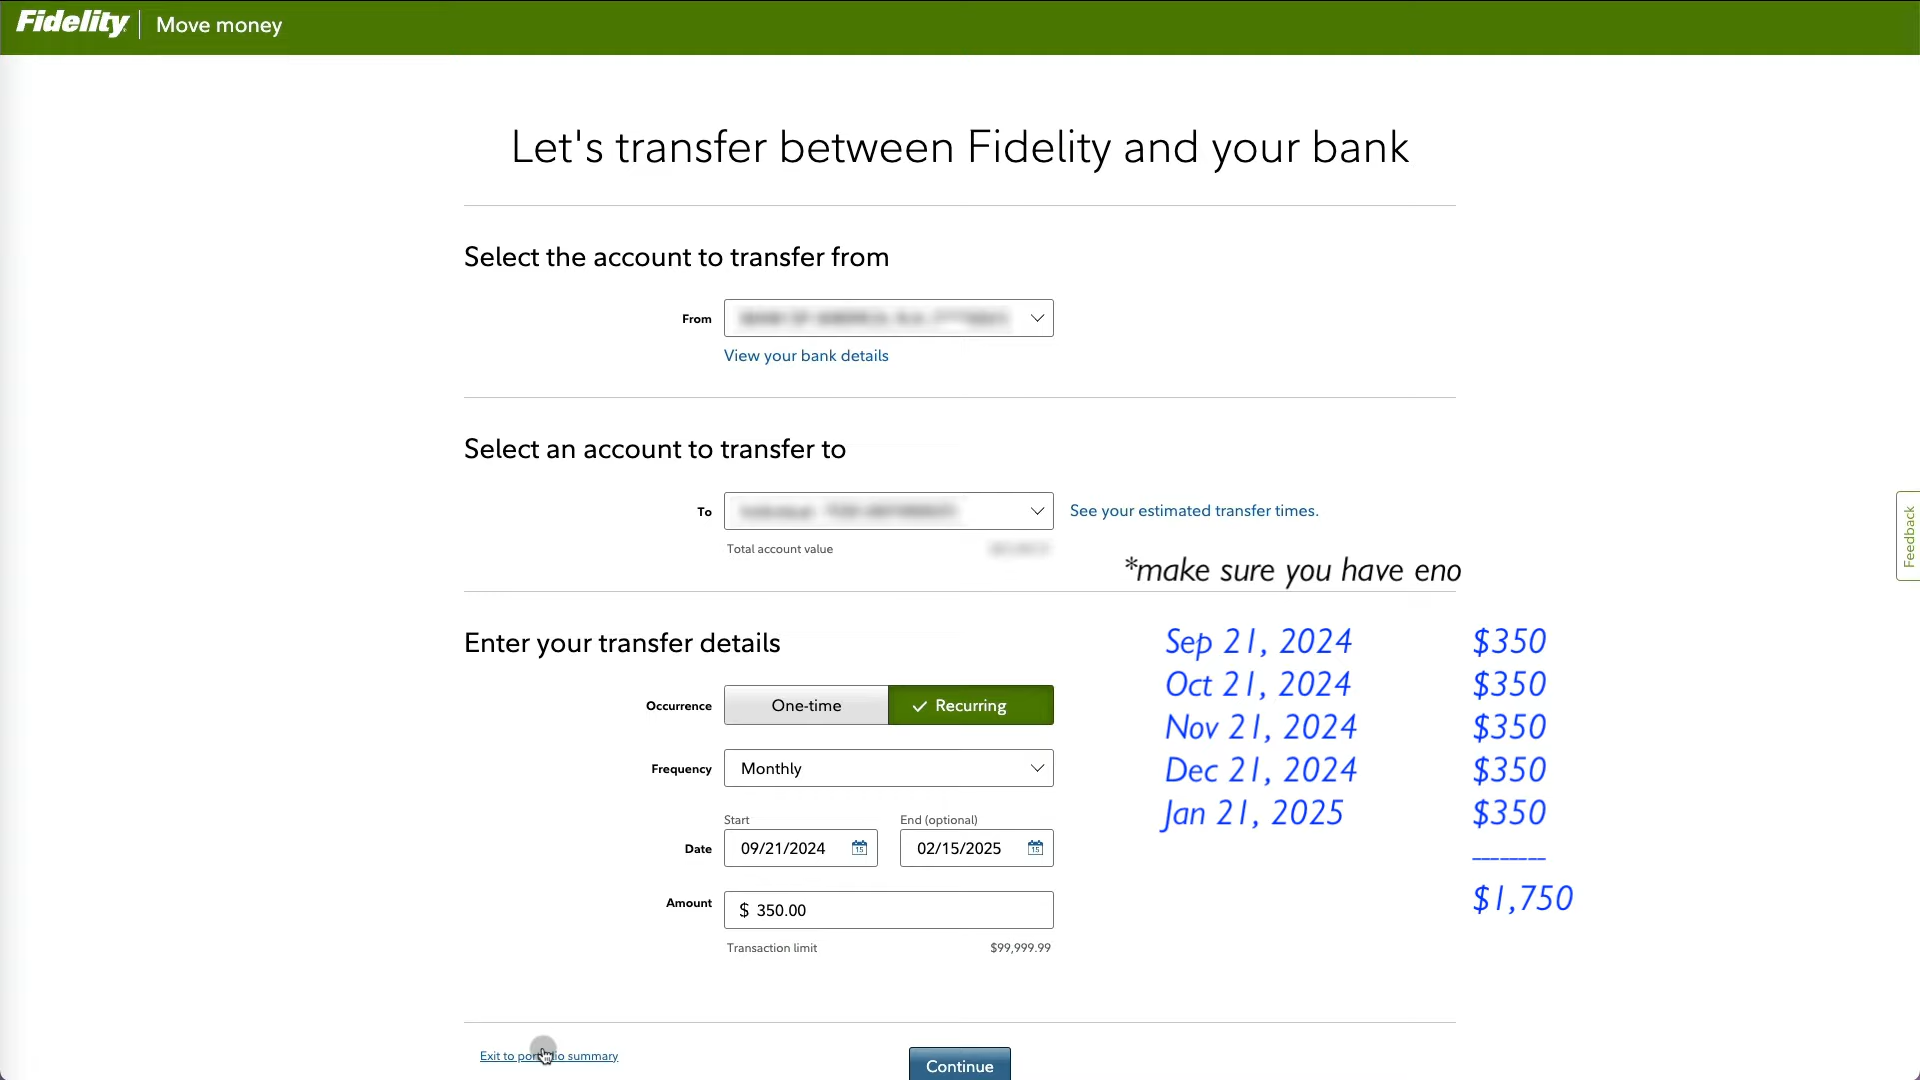 Fidelity Move money
Let's transfer between Fidelity and your bank
Select the account to transfer from
From
View your bank details
Select an account to transfer to
To See your estimated transfer times.
Total account value
*make sure you have eno
Feedback
Enter your transfer details
Sep 21, 2024 $350
Oct 21, 2024 $350
Nov 21, 2024 $350
Dec 21, 2024 $350
Jan 21, 2025 $350
$1,750
Occurrence One-time Recurring
Frequency Monthly
Start End (optional)
Date 09/21/2024 02/15/2025
Amount $ 350.00
Transaction limit $99,999.99
Exit to portfolio summary
Continue